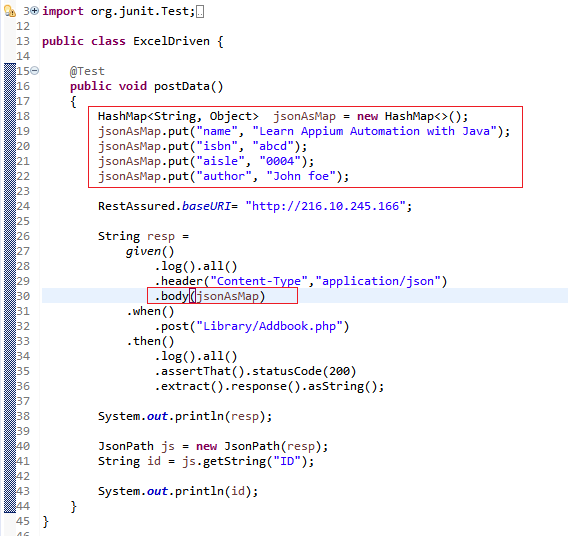 3 import org.junit.Test;
12
13 public class ExcelDriven {
14
15     @Test
16     public void postData()
17     {
18         HashMap<String, Object>  jsonAsMap = new HashMap<>();
19         jsonAsMap.put("name", "Learn Appium Automation with Java");
20         jsonAsMap.put("isbn", "abcd");
21         jsonAsMap.put("aisle", "0004");
22         jsonAsMap.put("author", "John foe");
23
24         RestAssured.baseURI= "http://216.10.245.166";
25
26         String resp =
27             given()
28                 .log().all()
29                 .header("Content-Type","application/json")
30                 .body(jsonAsMap)
31             .when()
32                 .post("Library/Addbook.php")
33             .then()
34                 .log().all()
35                 .assertThat().statusCode(200)
36                 .extract().response().asString();
37
38         System.out.println(resp);
39
40         JsonPath js = new JsonPath(resp);
41         String id = js.getString("ID");
42
43         System.out.println(id);
44     }
45 }
46